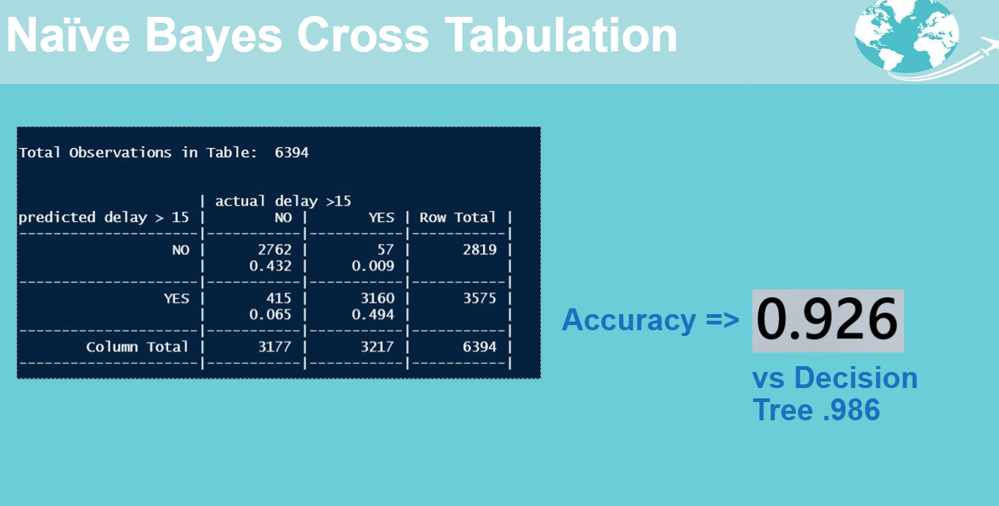 Naïve Bayes Cross Tabulation
Total Observations in Table:  6394
| actual delay >15
predicted delay > 15 |        NO |       YES | Row Total |
---------------------|-----------|-----------|-----------|
NO |      2762 |        57 |      2819 |
|     0.432 |     0.009 |           |
---------------------|-----------|-----------|-----------|
YES |       415 |      3160 |      3575 |
|     0.065 |     0.494 |           |
---------------------|-----------|-----------|-----------|
Column Total |      3177 |      3217 |      6394 |
---------------------|-----------|-----------|-----------|
Accuracy => 0.926
vs Decision
Tree .986